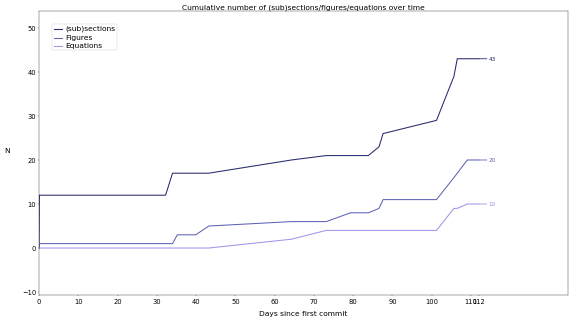 Cumulative number of (sub)sections/figures/equations over time
(sub)sections
Figures
Equations
50
40
30
20
10
0
−10
N
43
20
10
0 10 20 30 40 50 60 70 80 90 100 110 112
Days since first commit